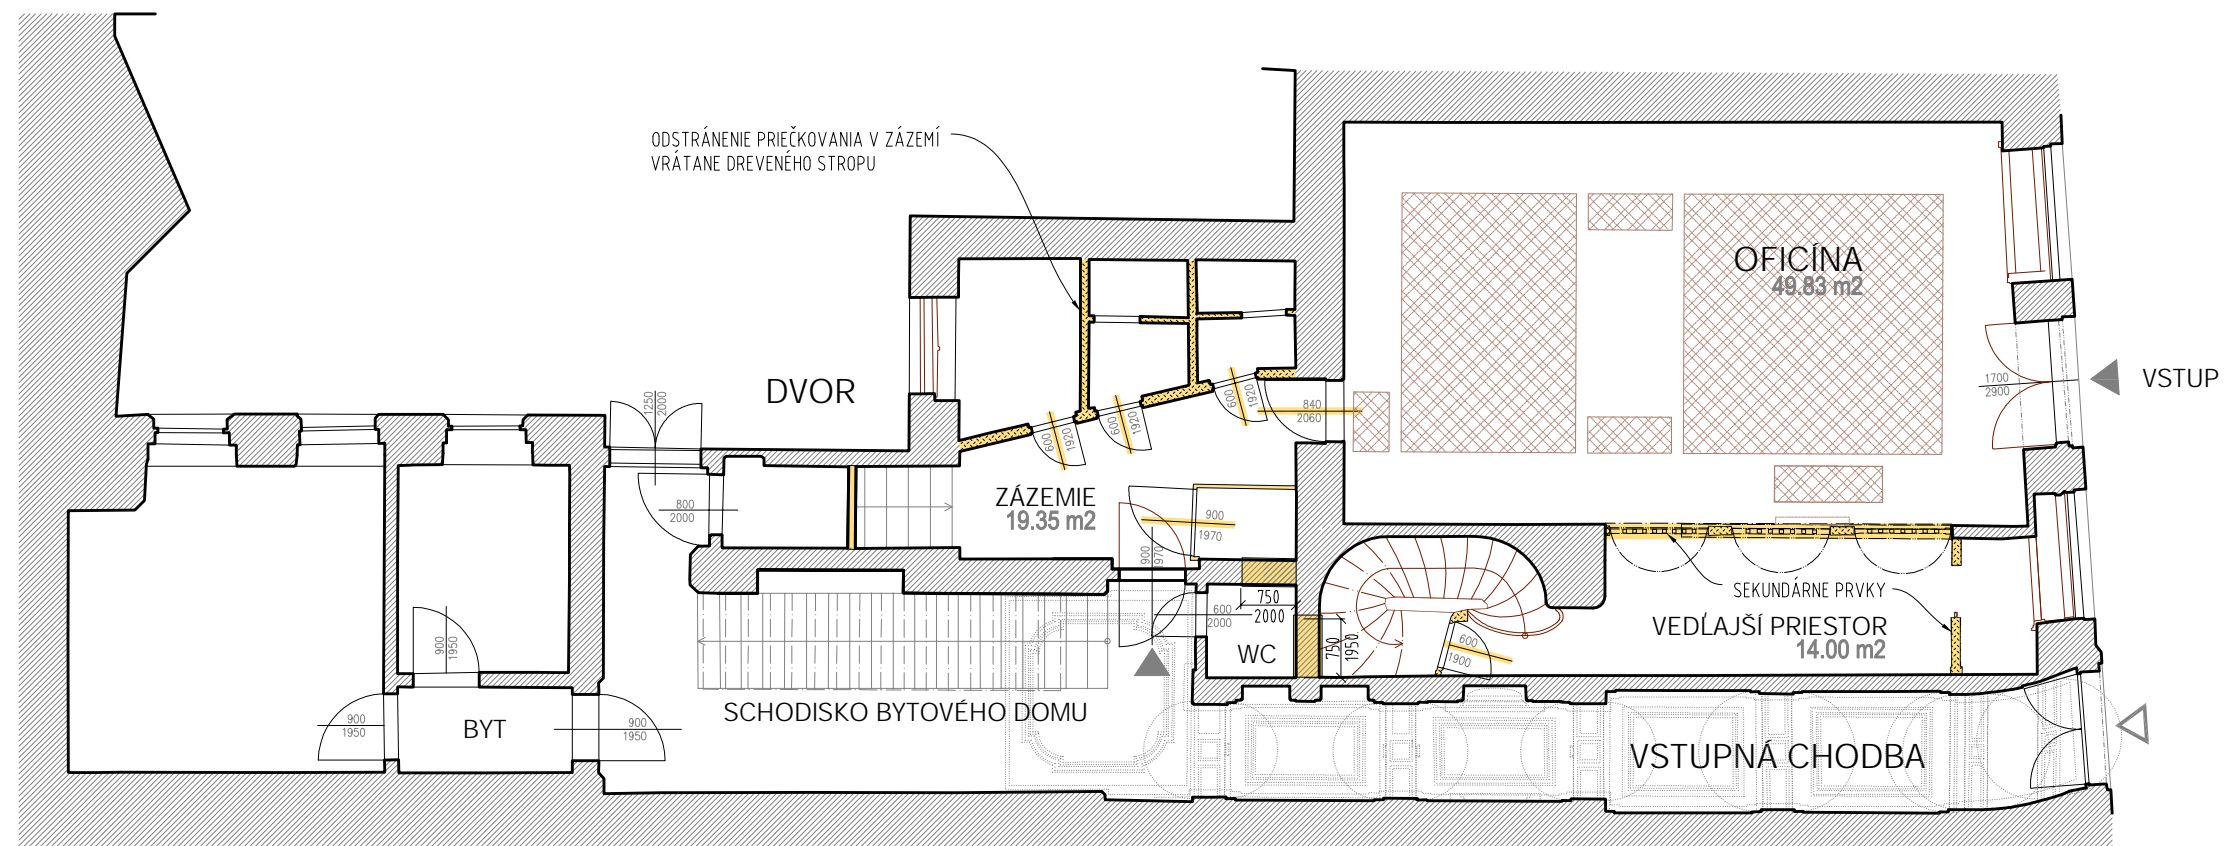 ODSTRÁNENIE PRIEČKOVANIA V ZÁZEMÍ
VRÁTANE DREVENÉHO STROPU
OFICÍNA
49.83 m2
DVOR
VSTUP
1250
2000
1700
2900
840
2060
600
1920
600
1920
600
1920
800
2000
ZÁZEMIE
19.35 m2
900
1970
900
1970
750
2000
600
2000
WC
750
1950
600
1900
SEKUNDÁRNE PRVKY
VEDĽAJŠÍ PRIESTOR
14.00 m2
900
1950
900
1950
BYT
900
1950
SCHODISKO BYTOVÉHO DOMU
VSTUPNÁ CHODBA